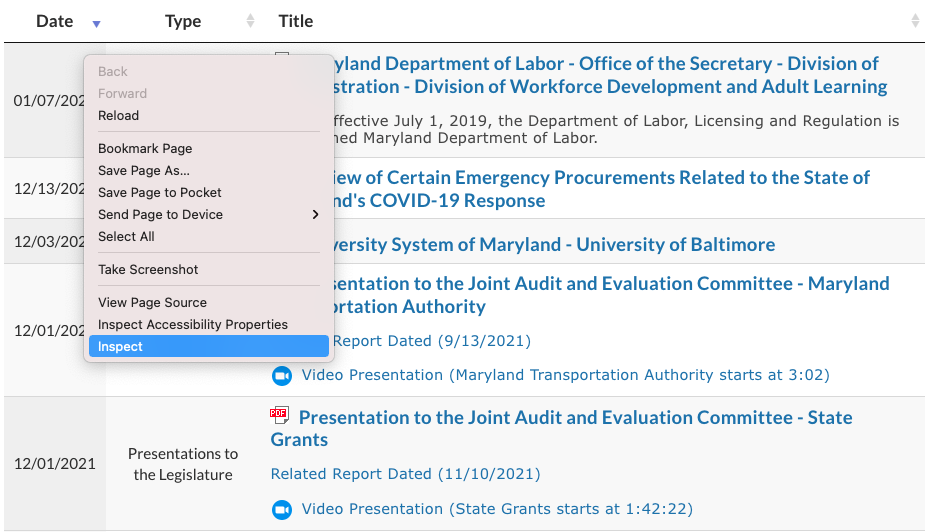 Date Type Title
Back
Forward
Reload
Bookmark Page
Save Page As...
Save Page to Pocket
Send Page to Device
Select All
Take Screenshot
View Page Source
Inspect Accessibility Properties
Inspect
01/07/202
yland Department of Labor - Office of the Secretary - Division of
stration - Division of Workforce Development and Adult Learning
ffective July 1, 2019, the Department of Labor, Licensing and Regulation is
ned Maryland Department of Labor.
12/13/202
iew of Certain Emergency Procurements Related to the State of
nd's COVID-19 Response
12/03/202
versity System of Maryland - University of Baltimore
12/01/202
sentation to the Joint Audit and Evaluation Committee - Maryland
ortation Authority
Report Dated (9/13/2021)
Video Presentation (Maryland Transportation Authority starts at 3:02)
12/01/2021
Presentations to
the Legislature
PDF Presentation to the Joint Audit and Evaluation Committee - State
Grants
Related Report Dated (11/10/2021)
Video Presentation (State Grants starts at 1:42:22)